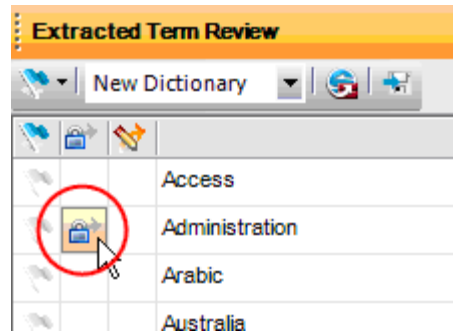 Extracted Term Review
New Dictionary
Access
Administration
Arabic
Australia